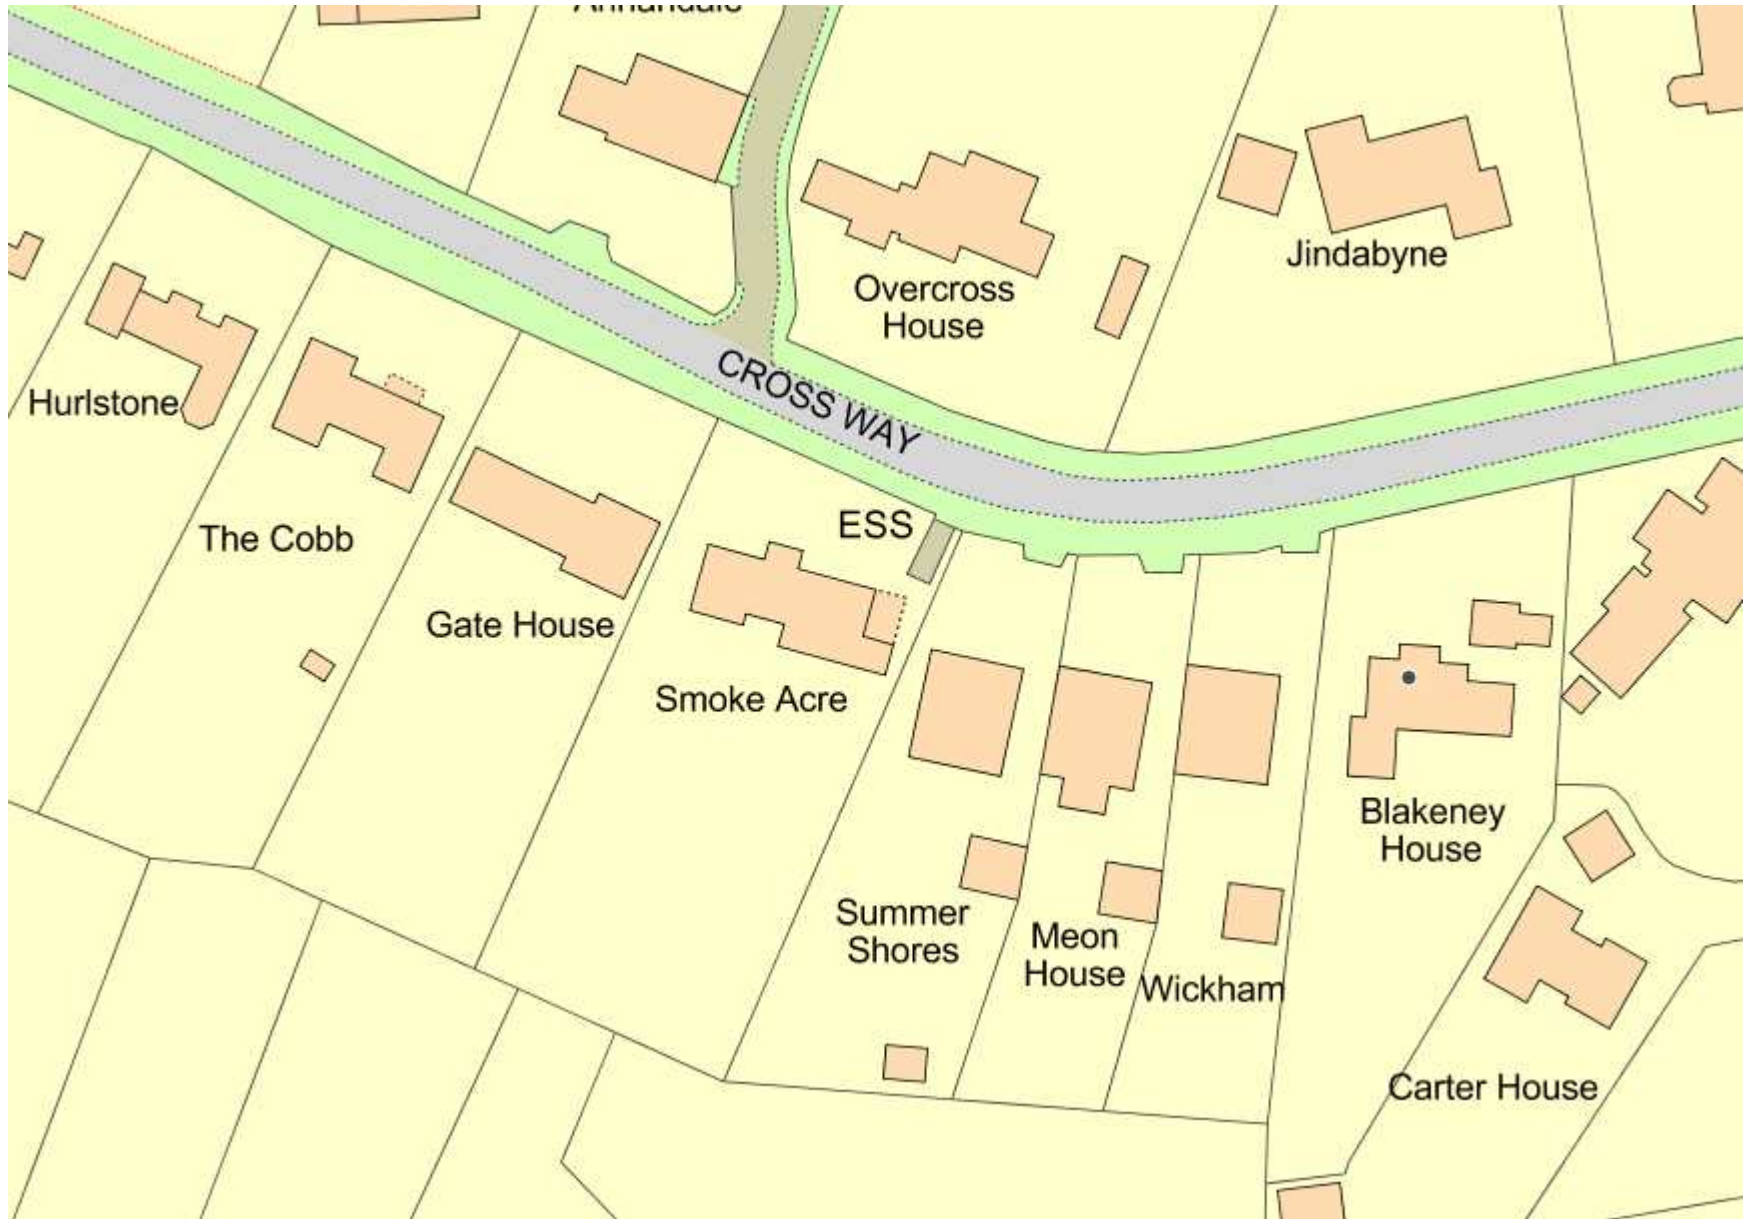 Annandale
Jindabyne
Overcross
House
CROSS WAY
Hurlstone
The Cobb
ESS
Gate House
Smoke Acre
Blakeney
House
Summer
Shores
Meon
House
Wickham
Carter House